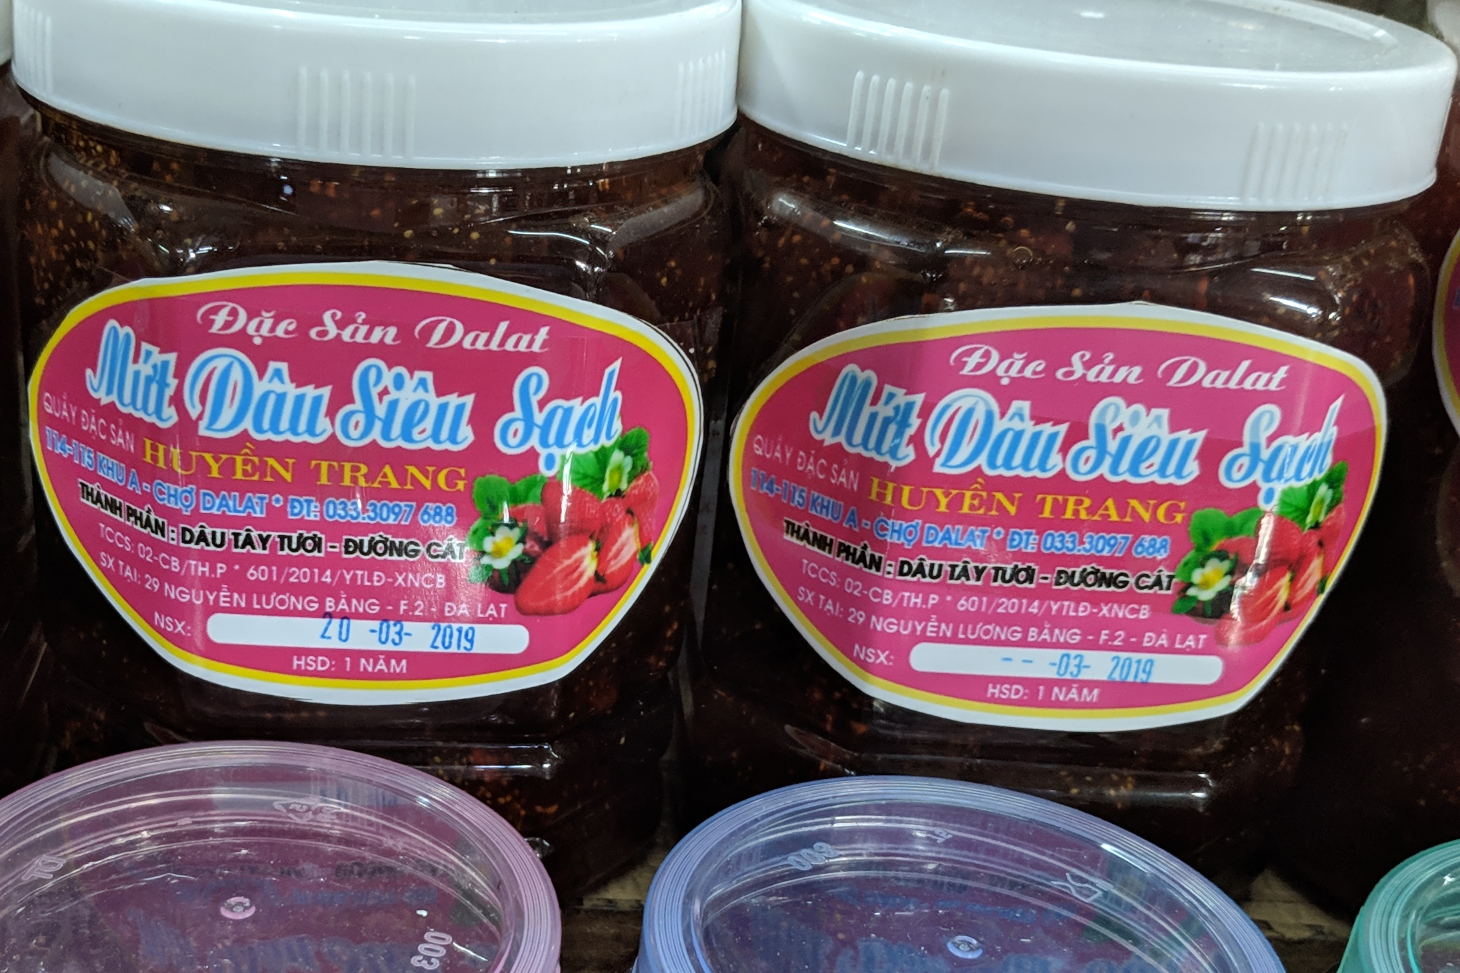 Đặc Sản Dalat
Mứt Dâu Siêu Sạch
QUẦY ĐẶC SẢN HUYỀN TRANG
114-115 KHU A - CHỢ DALAT * ĐT: 033.3097 688
THÀNH PHẦN : DÂU TÂY TƯƠI - ĐƯỜNG CÁT
TCCS: 02-CB/TH.P * 601/2014/YTLĐ-XNCB
SX TẠI: 29 NGUYỄN LƯƠNG BẰNG - F.2 - ĐÀ LẠT
NSX: 20 -03- 2019
HSD: 1 NĂM
Đặc Sản Dalat
Mứt Dâu Siêu Sạch
QUẦY ĐẶC SẢN HUYỀN TRANG
114-115 KHU A - CHỢ DALAT * ĐT: 033.3097 688
THÀNH PHẦN : DÂU TÂY TƯƠI - ĐƯỜNG CÁT
TCCS: 02-CB/TH.P * 601/2014/YTLĐ-XNCB
SX TẠI: 29 NGUYỄN LƯƠNG BẰNG - F.2 - ĐÀ LẠT
NSX: -- -03- 2019
HSD: 1 NĂM
003